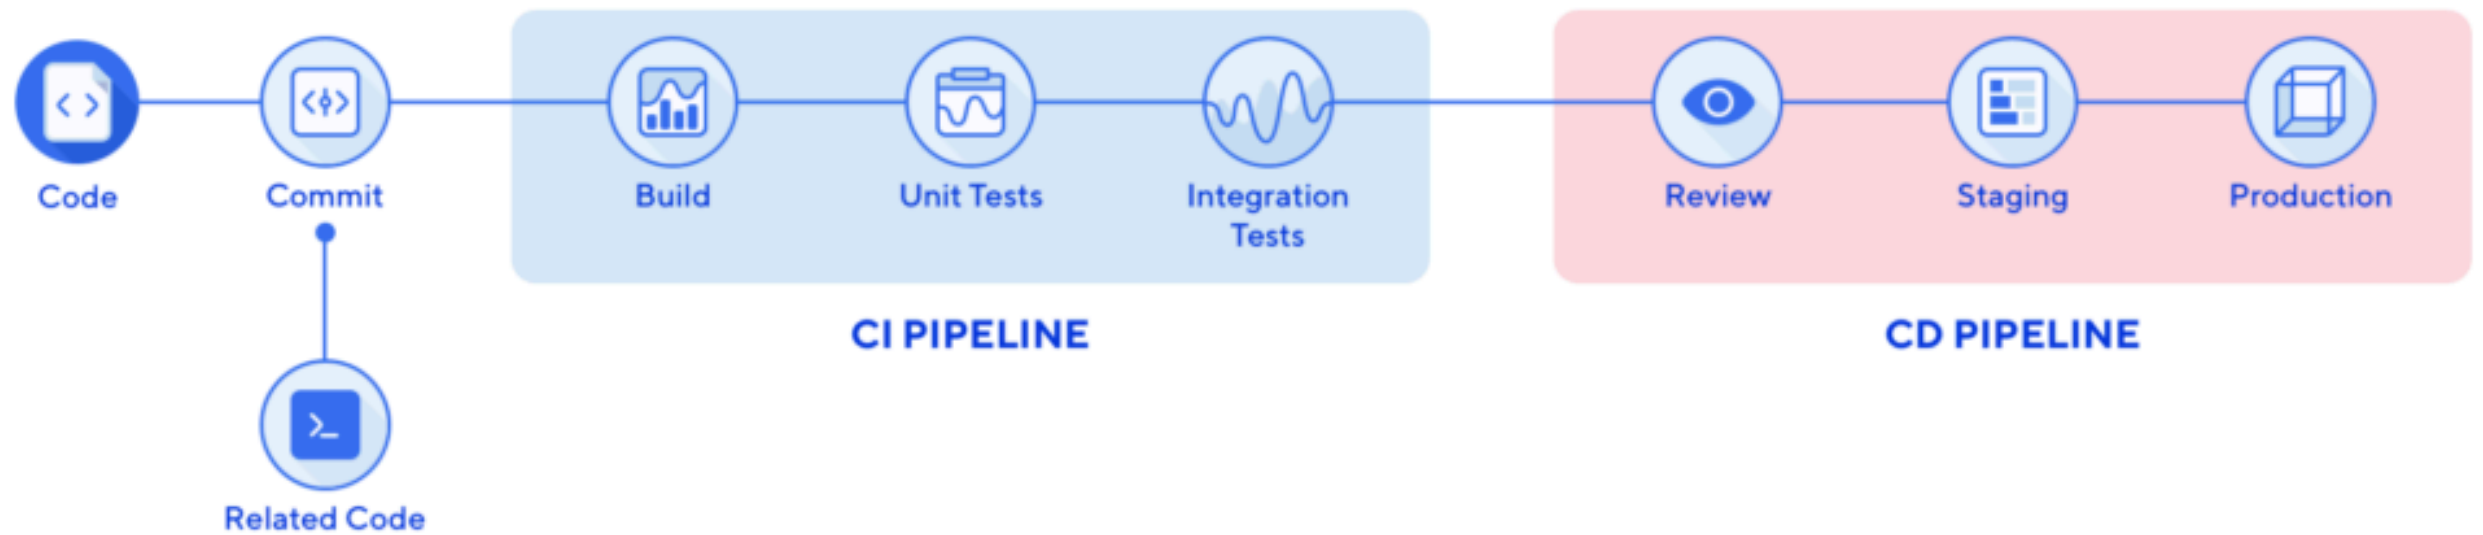 Code
Commit
Build
Unit Tests
Integration
Tests
Review
Staging
Production
CI PIPELINE
CD PIPELINE
Related Code